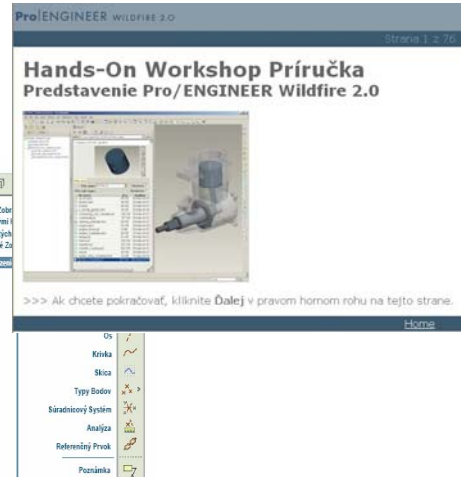 Pro/ENGINEER WILDFIRE 2.0
Strana 1 z 76
Hands-On Workshop Príručka
Predstavenie Pro/ENGINEER Wildfire 2.0
>>> Ak chcete pokračovať, kliknite Ďalej v pravom hornom rohu na tejto strane.
Home
Os
Krivka
Skica
Typy Bodov
Súradnicový Systém
Analýza
Referenčný Prvok
Poznámka